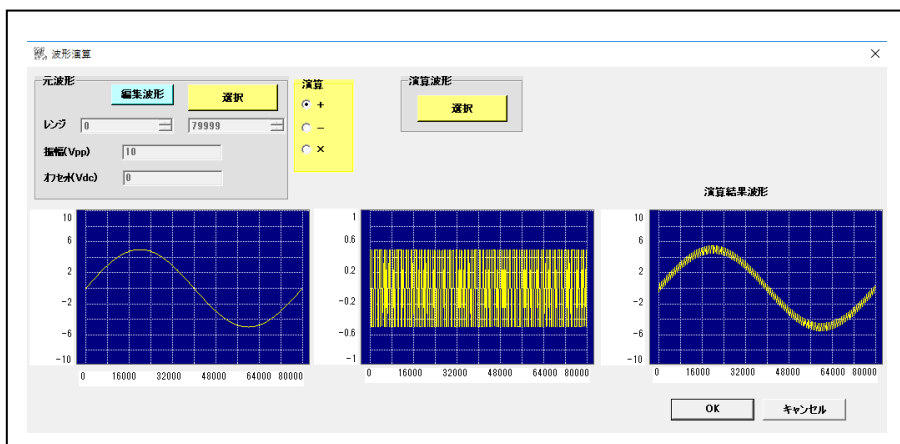 波形演算
元波形
編集波形
選択
レンジ 0 79999
振幅(Vpp) 10
オフセット(Vdc) 0
演算
+
−
×
演算波形
選択
演算結果波形
10
6
2
−2
−6
−10
0 16000 32000 48000 64000 80000
1
0.6
0.2
−0.2
−0.6
−1
0 16000 32000 48000 64000 80000
10
6
2
−2
−6
−10
0 16000 32000 48000 64000 80000
OK キャンセル